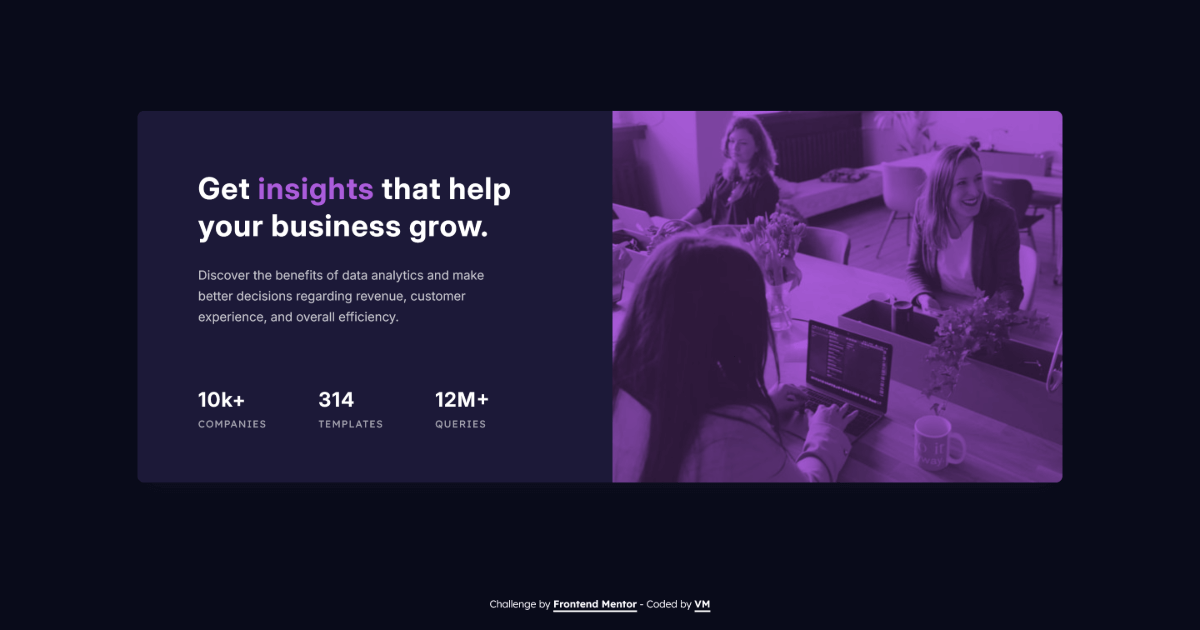 Get insights that help
your business grow.
Discover the benefits of data analytics and make
better decisions regarding revenue, customer
experience, and overall efficiency.
10k+ 314 12M+
COMPANIES TEMPLATES QUERIES
Challenge by Frontend Mentor - Coded by VM